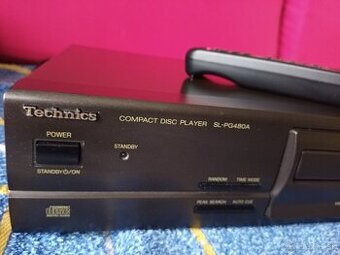 Technics COMPACT DISC PLAYER SL-PG480A
POWER
STANDBY
STANDBY⏻/ON
RANDOM TIME MODE
PEAK SEARCH AUTO CUE